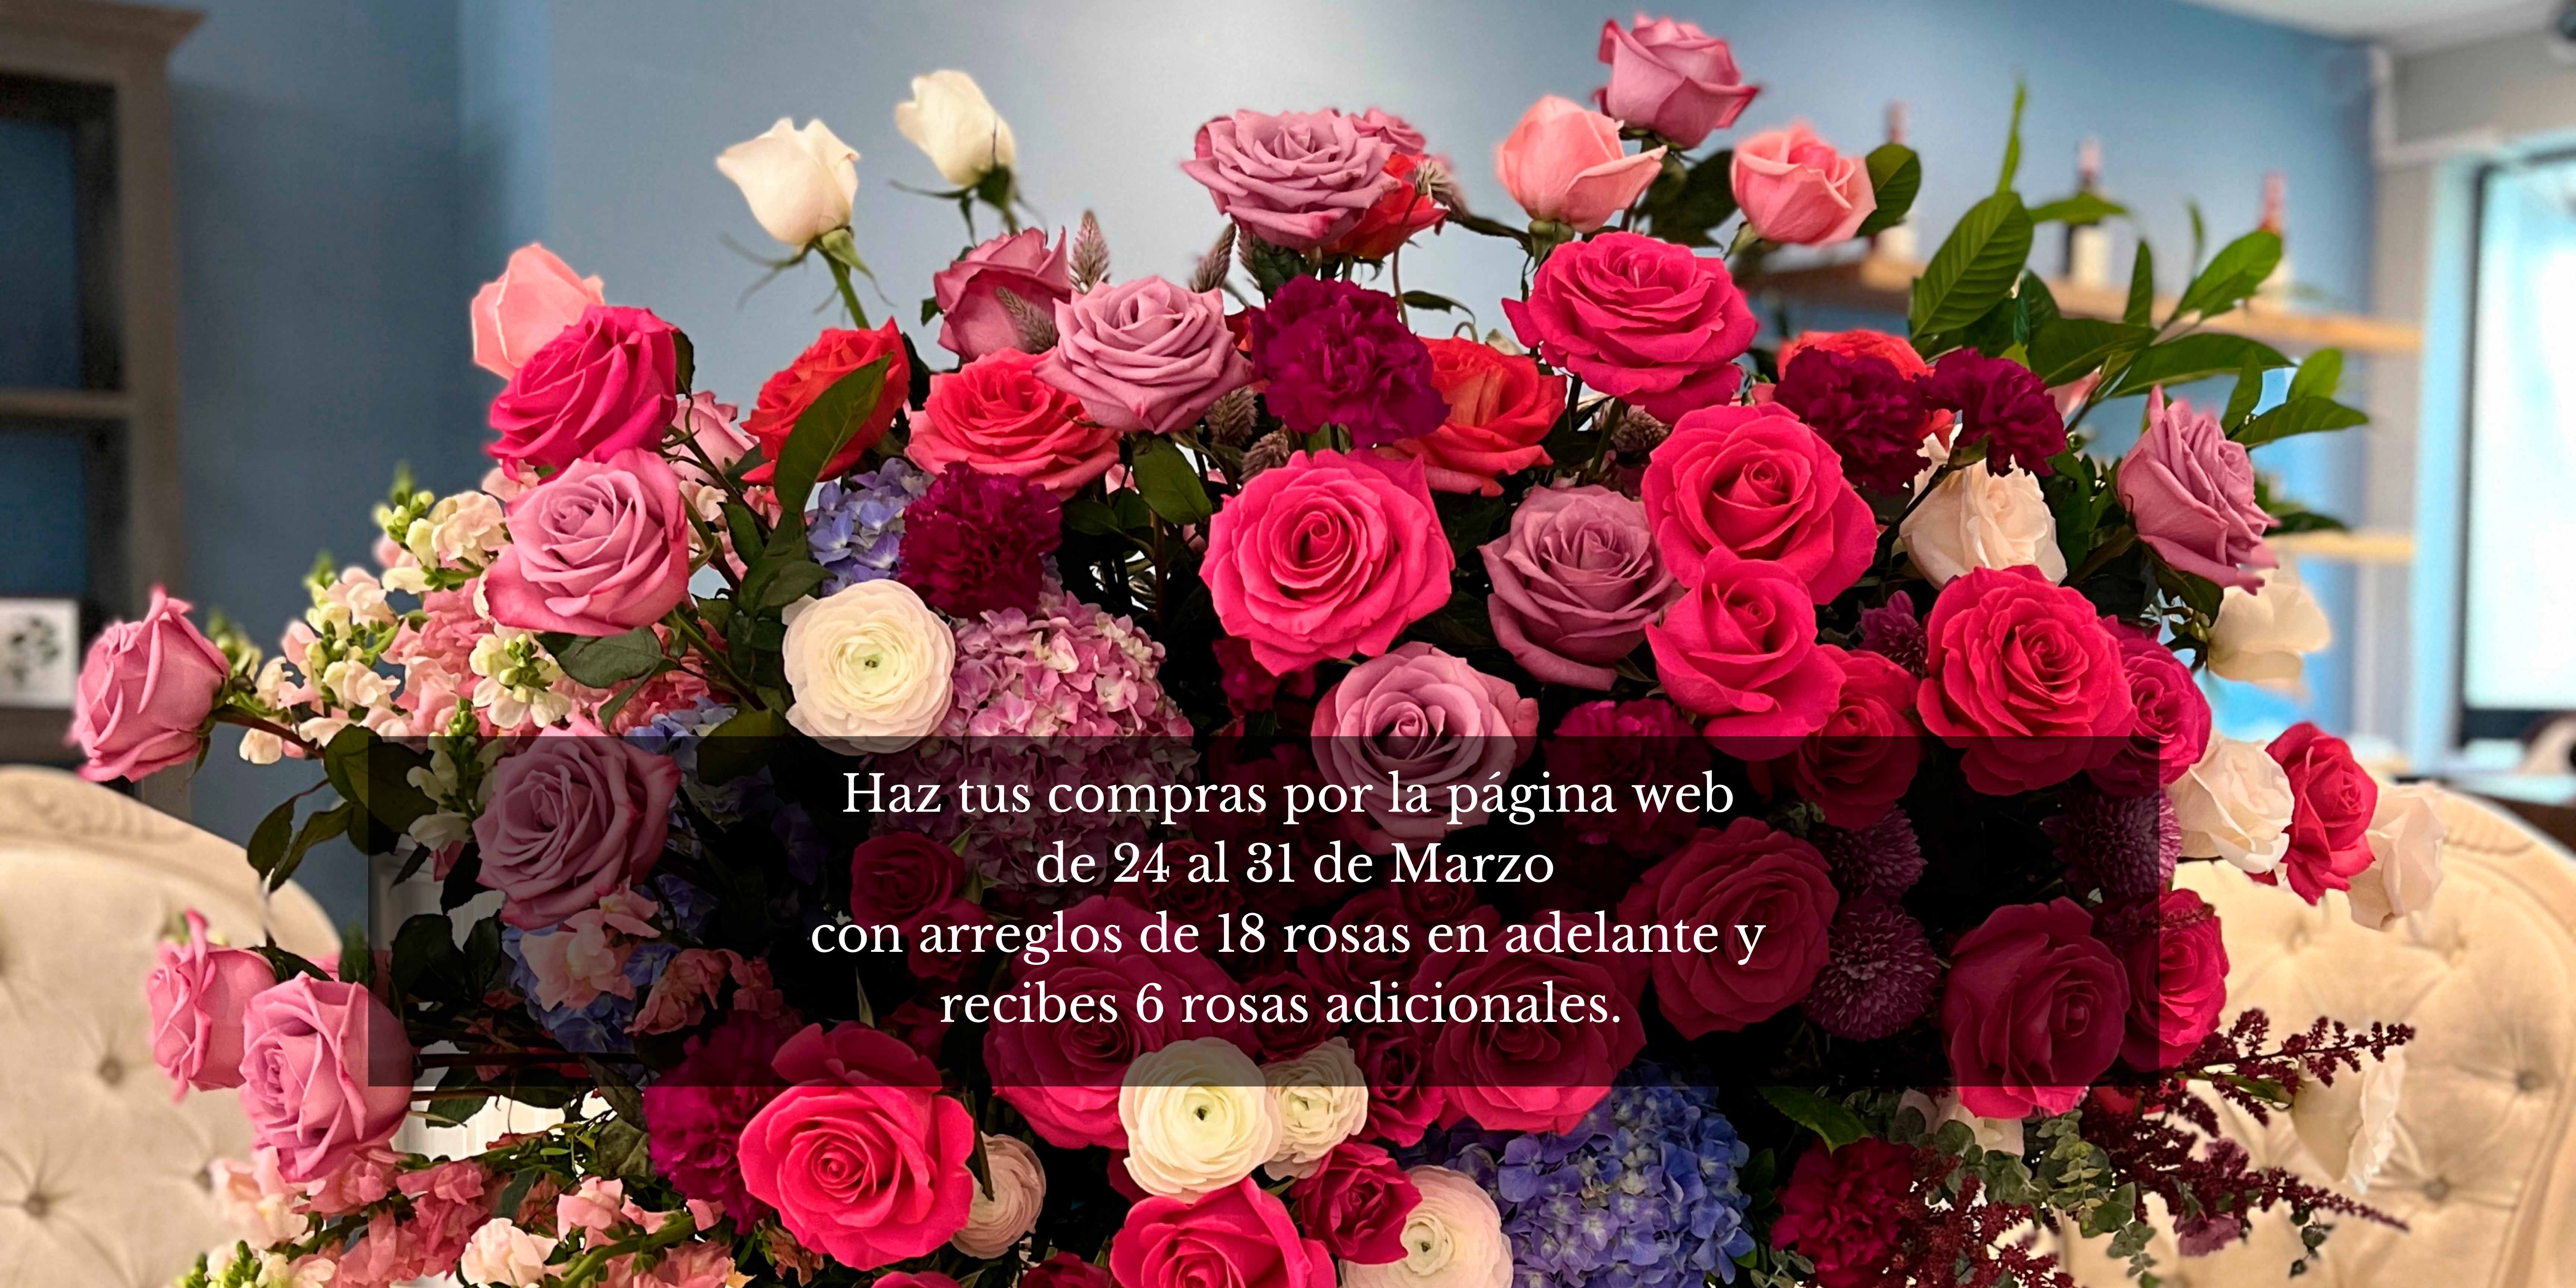 Haz tus compras por la página web
de 24 al 31 de Marzo
con arreglos de 18 rosas en adelante y
recibes 6 rosas adicionales.